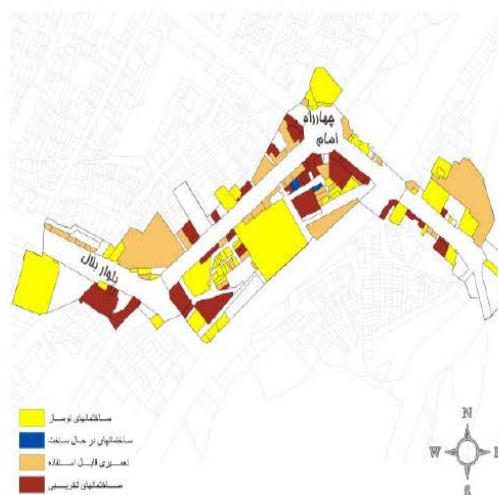 چهارراه
امام
بلوار بلال
ساختمانهای نوساز
ساختمانهای در حال ساخت
تعمیری قابل استفاده
ساختمانهای تخریبی
N
W E
S